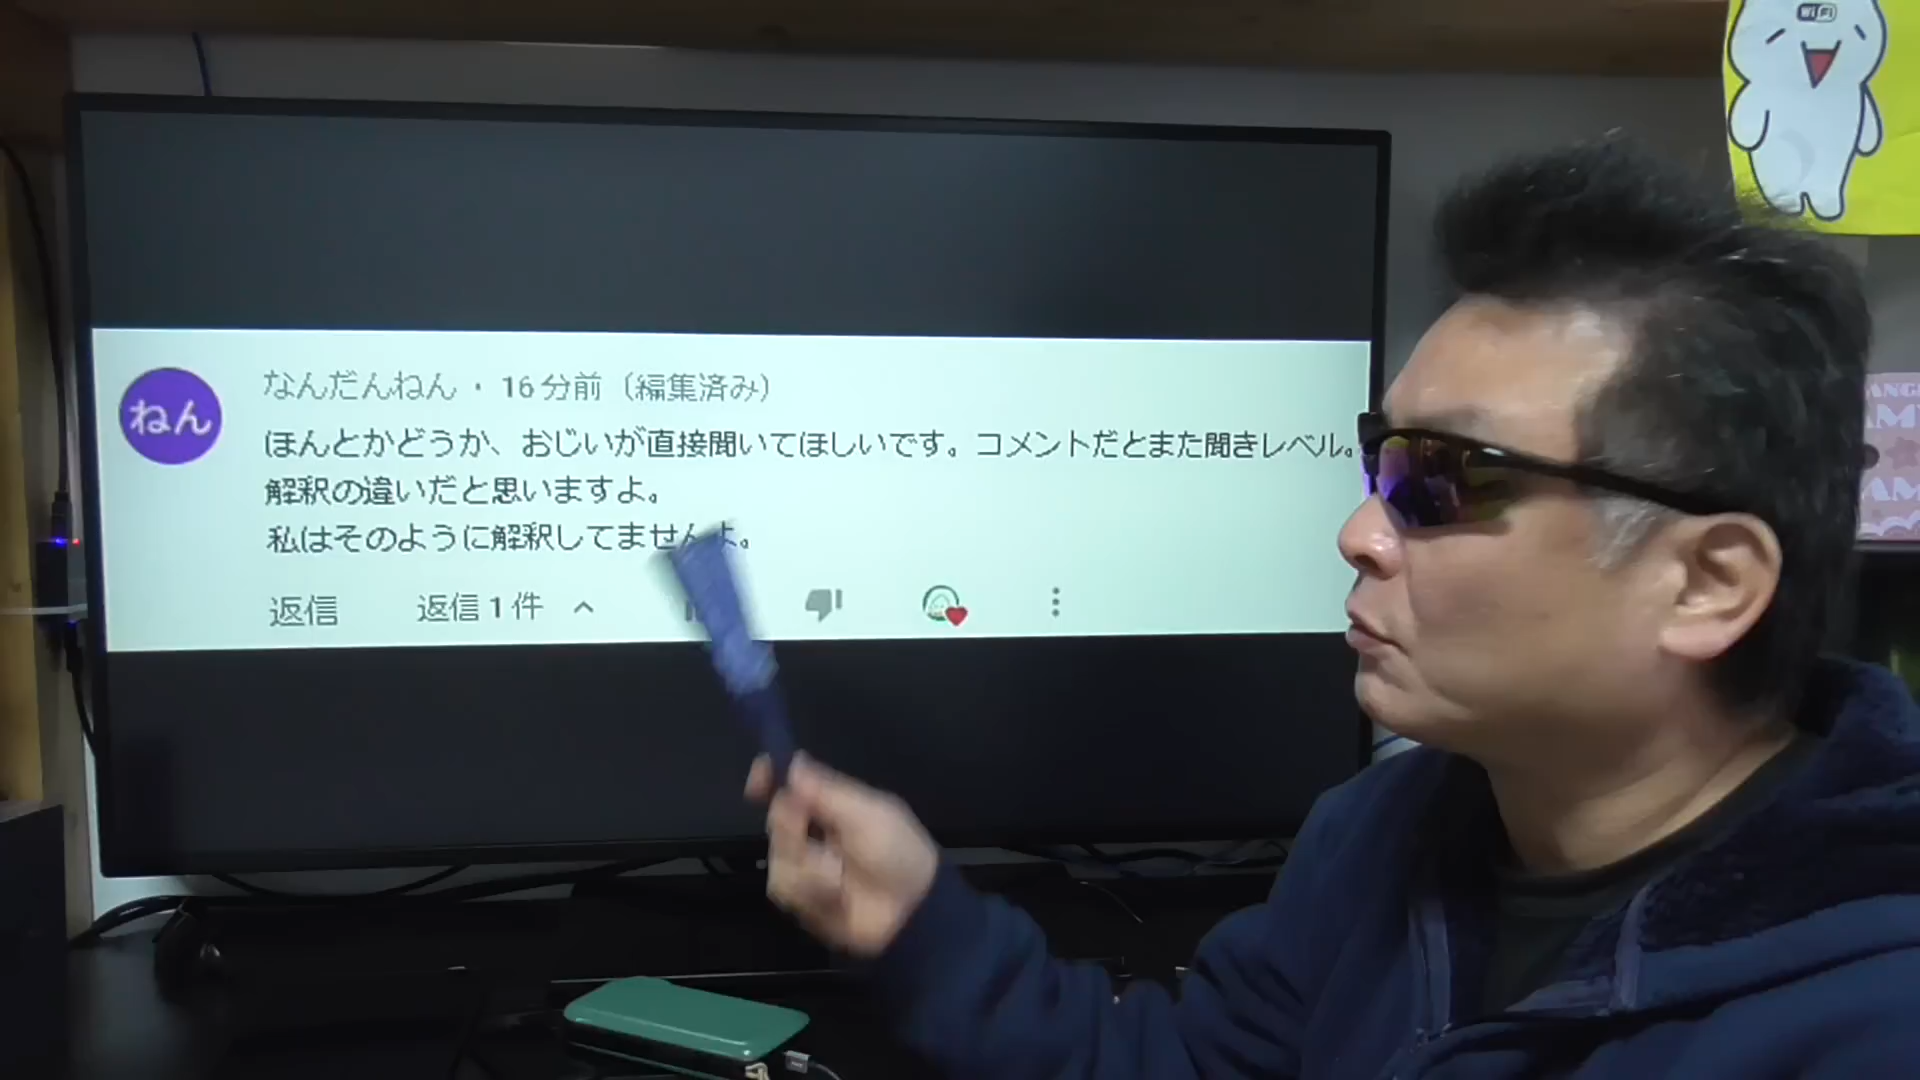 WiFi
なんだんねん・16分前（編集済み）
ねん
ほんとかどうか、おじいが直接聞いてほしいです。コメントだとまた聞きレベル。
解釈の違いだと思いますよ。
私はそのように解釈してませんよ。
返信 返信1件